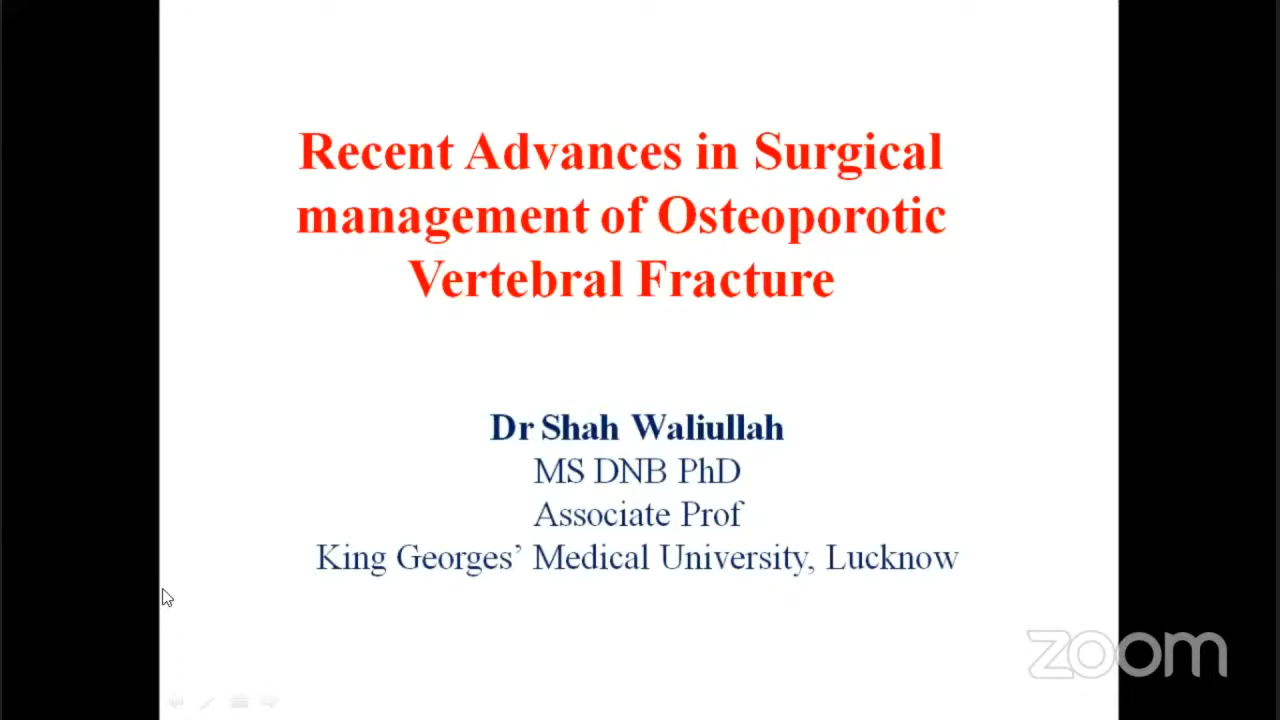 Recent Advances in Surgical
management of Osteoporotic
Vertebral Fracture
Dr Shah Waliullah
MS DNB PhD
Associate Prof
King Georges’ Medical University, Lucknow
zoom